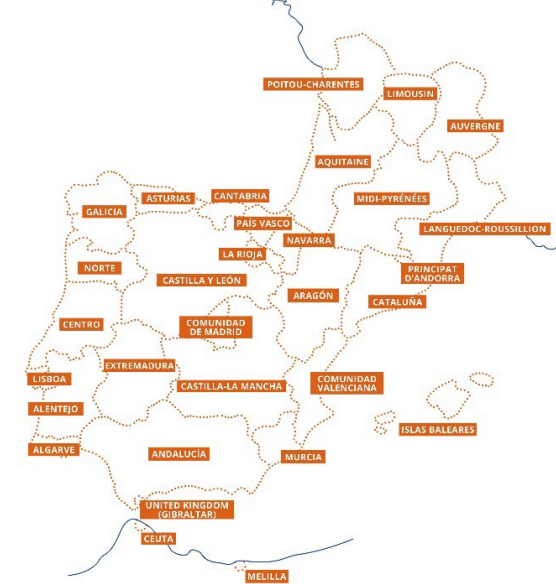 POITOU-CHARENTES
LIMOUSIN
AUVERGNE
AQUITAINE
ASTURIAS
CANTABRIA
MIDI-PYRÉNÉES
GALICIA
PAÍS VASCO
LANGUEDOC-ROUSSILLION
NAVARRA
LA RIOJA
NORTE
CASTILLA Y LEÓN
PRINCIPAT
D'ANDORRA
ARAGÓN
CATALUÑA
CENTRO
COMUNIDAD
DE MADRID
EXTREMADURA
LISBOA
CASTILLA-LA MANCHA
COMUNIDAD
VALENCIANA
ALENTEJO
ISLAS BALEARES
ALGARVE
ANDALUCÍA
MURCIA
UNITED KINGDOM
(GIBRALTAR)
CEUTA
MELILLA